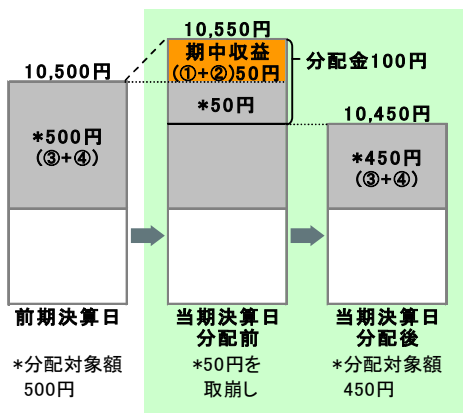 10,550円
期中収益
(①+②)50円
分配金100円
*50円
10,500円
*500円
(③+④)
10,450円
*450円
(③+④)
前期決算日
当期決算日
分配前
当期決算日
分配後
*分配対象額
500円
*50円を
取崩し
*分配対象額
450円